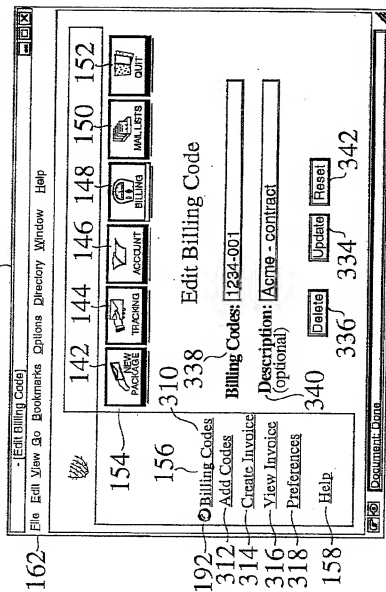 - [Edit Billing Code]
File Edit View Go Bookmarks Options Directory Window Help
162
142 144 146 148 150 152
NEW PACKAGE
TRACKING
ACCOUNT
BILLING
MAIL LISTS
QUIT
154
156
310
192
Billing Codes
312
Add Codes
314
Create Invoice
316
View Invoice
318
Preferences
158
Help
Edit Billing Code
338
Billing Codes: 1234-001
Description: Acme - contract
(optional)
340
Delete Update Reset
336 334 342
Document: Done